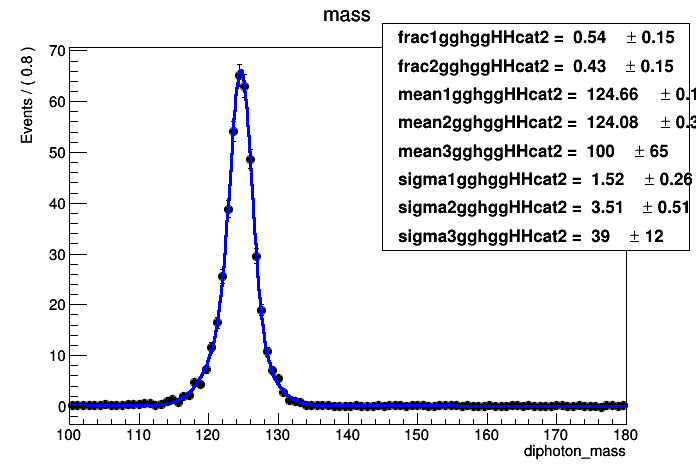 mass
frac1gghggHHcat2 = 0.54 ± 0.15
frac2gghggHHcat2 = 0.43 ± 0.15
mean1gghggHHcat2 = 124.66 ± 0.1
mean2gghggHHcat2 = 124.08 ± 0.3
mean3gghggHHcat2 = 100 ± 65
sigma1gghggHHcat2 = 1.52 ± 0.26
sigma2gghggHHcat2 = 3.51 ± 0.51
sigma3gghggHHcat2 = 39 ± 12
Events / ( 0.8 )
70
60
50
40
30
20
10
0
100 110 120 130 140 150 160 170 180
diphoton_mass